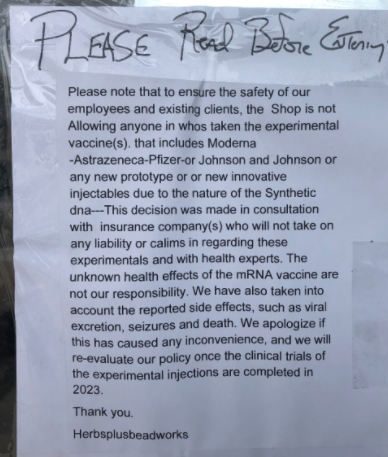 PLEASE Read Before Entering
Please note that to ensure the safety of our
employees and existing clients, the Shop is not
Allowing anyone in whos taken the experimental
vaccine(s). that includes Moderna
-Astrazeneca-Pfizer-or Johnson and Johnson or
any new prototype or or new innovative
injectables due to the nature of the Synthetic
dna---This decision was made in consultation
with insurance company(s) who will not take on
any liability or calims in regarding these
experimentals and with health experts. The
unknown health effects of the mRNA vaccine are
not our responsibility. We have also taken into
account the reported side effects, such as viral
excretion, seizures and death. We apologize if
this has caused any inconvenience, and we will
re-evaluate our policy once the clinical trials of
the experimental injections are completed in
2023.
Thank you.
Herbsplusbeadworks